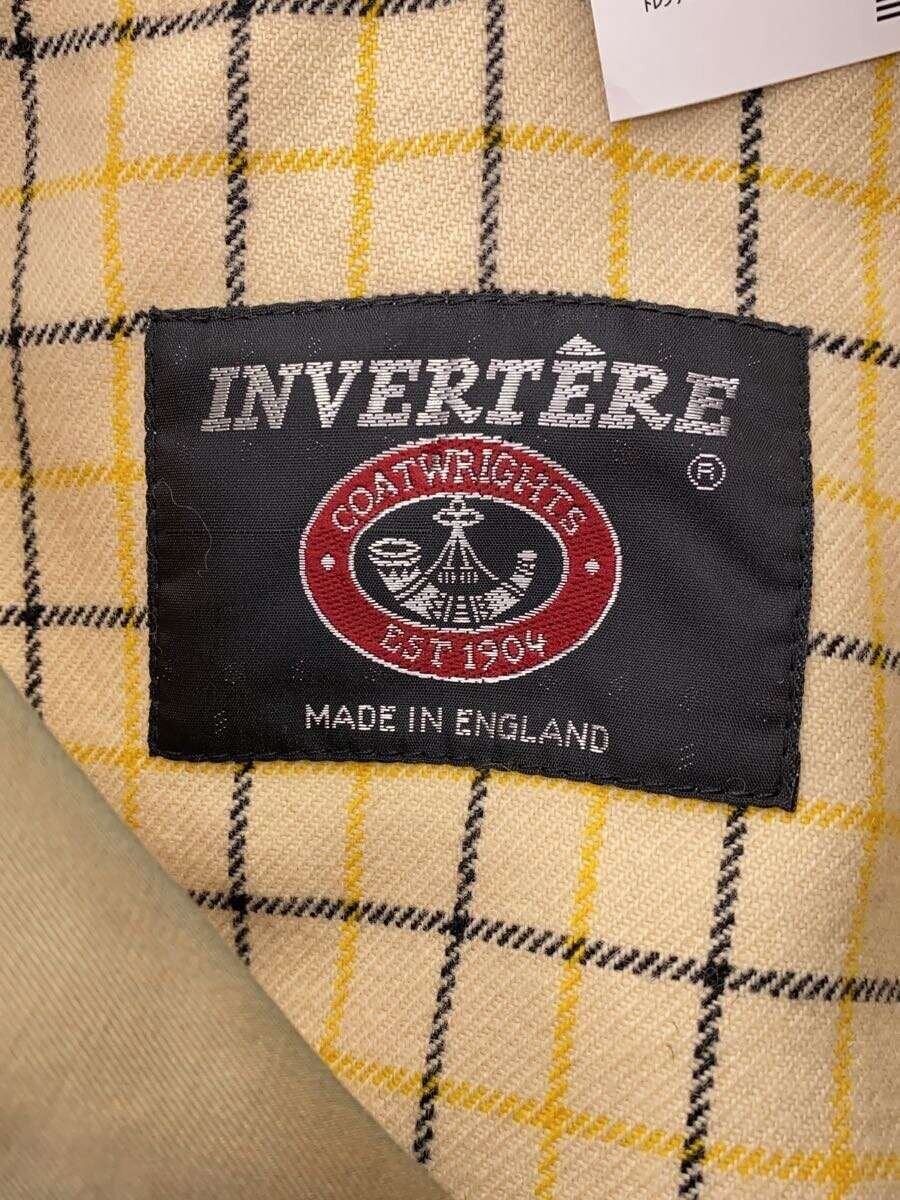 INVERTÊRE
®
COATWRIGHTS
EST 1904
MADE IN ENGLAND